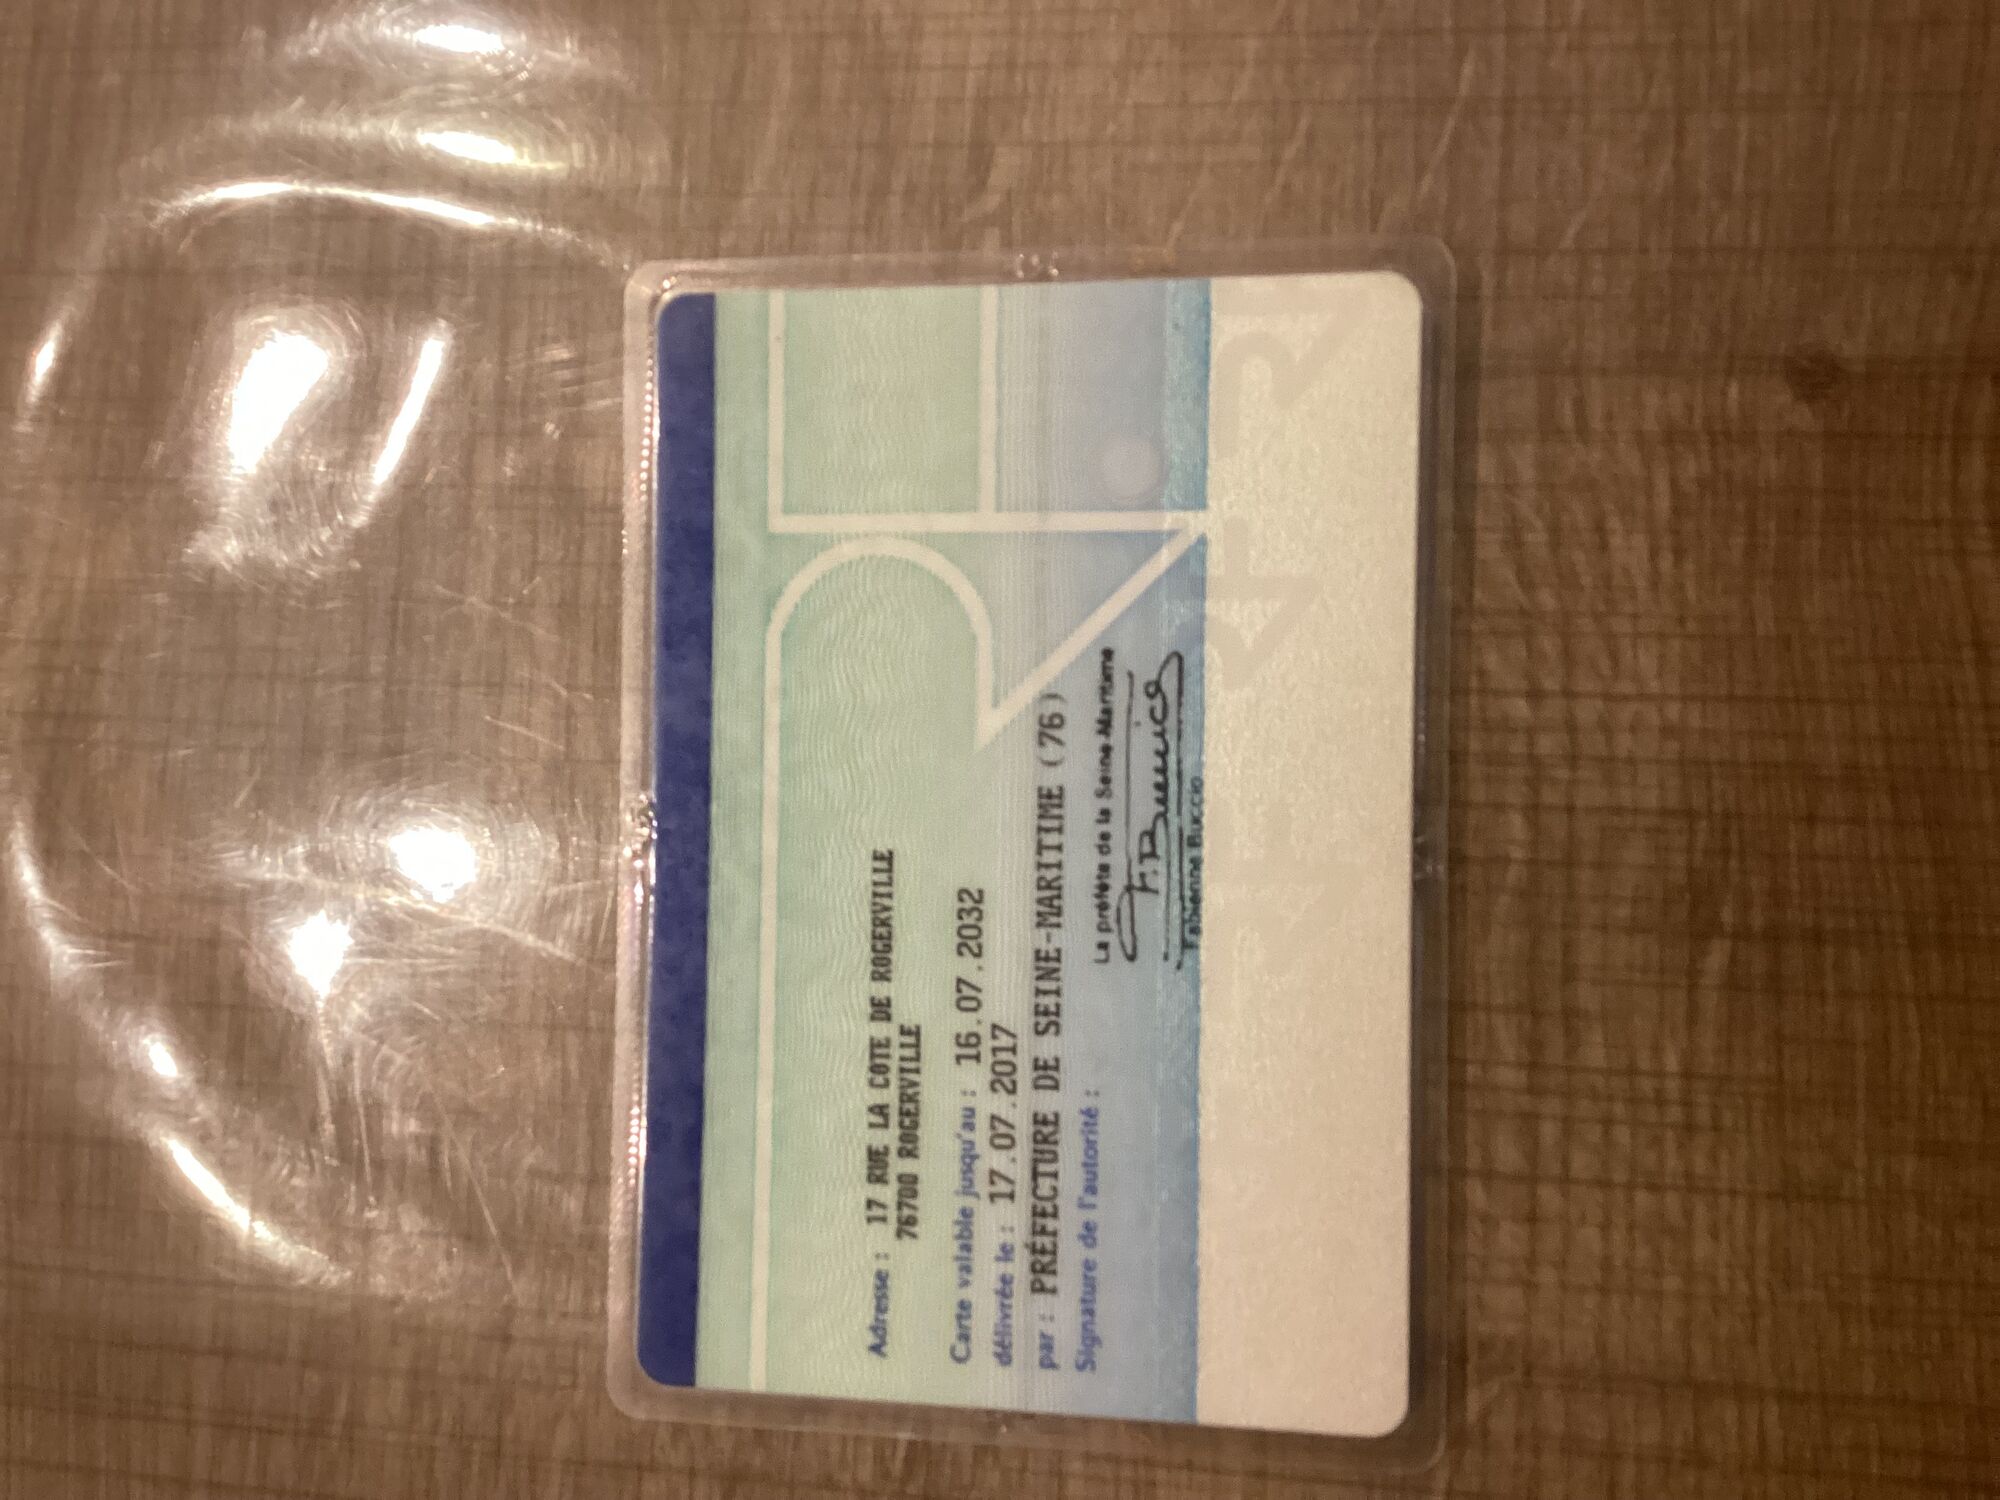 Adresse : 17 RUE LA COTE DE ROGERVILLE
76700 ROGERVILLE
Carte valable jusqu'au : 16.07.2032
délivrée le : 17.07.2017
par : PRÉFECTURE DE SEINE-MARITIME (76)
Signature de l'autorité :
La préfète de la Seine-Maritime
F. Buccio
Fabienne Buccio
RF